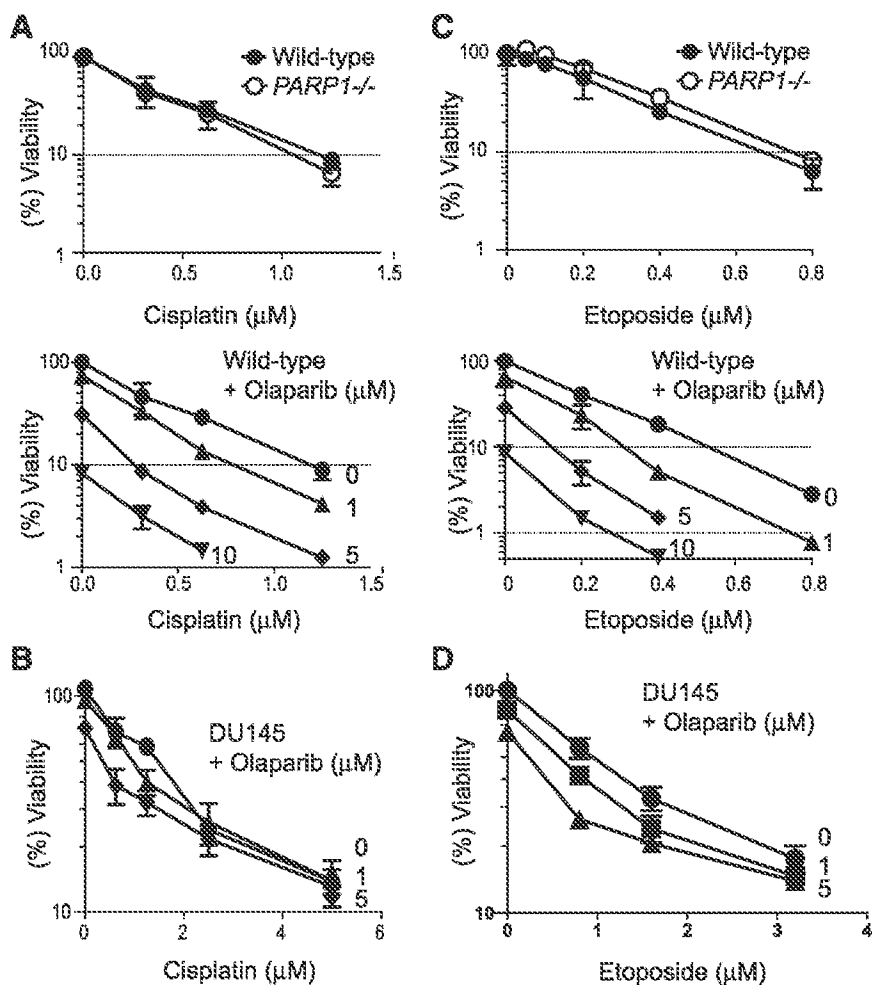 A
(%) Viability
100
10
1
Wild-type
PARP1-/-
0.0 0.5 1.0 1.5
Cisplatin (μM)
(%) Viability
100
10
1
Wild-type
+ Olaparib (μM)
0
1
5
10
0.0 0.5 1.0 1.5
Cisplatin (μM)
B
(%) Viability
100
10
DU145
+ Olaparib (μM)
0
1
5
0 2 4 6
Cisplatin (μM)
C
(%) Viability
100
10
1
Wild-type
PARP1-/-
0 0.2 0.4 0.6 0.8
Etoposide (μM)
(%) Viability
100
10
1
Wild-type
+ Olaparib (μM)
0
1
5
10
0.0 0.2 0.4 0.6 0.8
Etoposide (μM)
D
(%) Viability
100
10
DU145
+ Olaparib (μM)
0
1
5
0 1 2 3 4
Etoposide (μM)